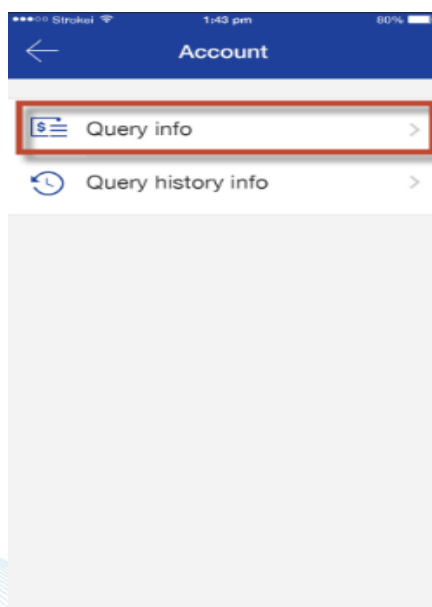 Strokei 1:43 pm 80%
Account
$ Query info
Query history info